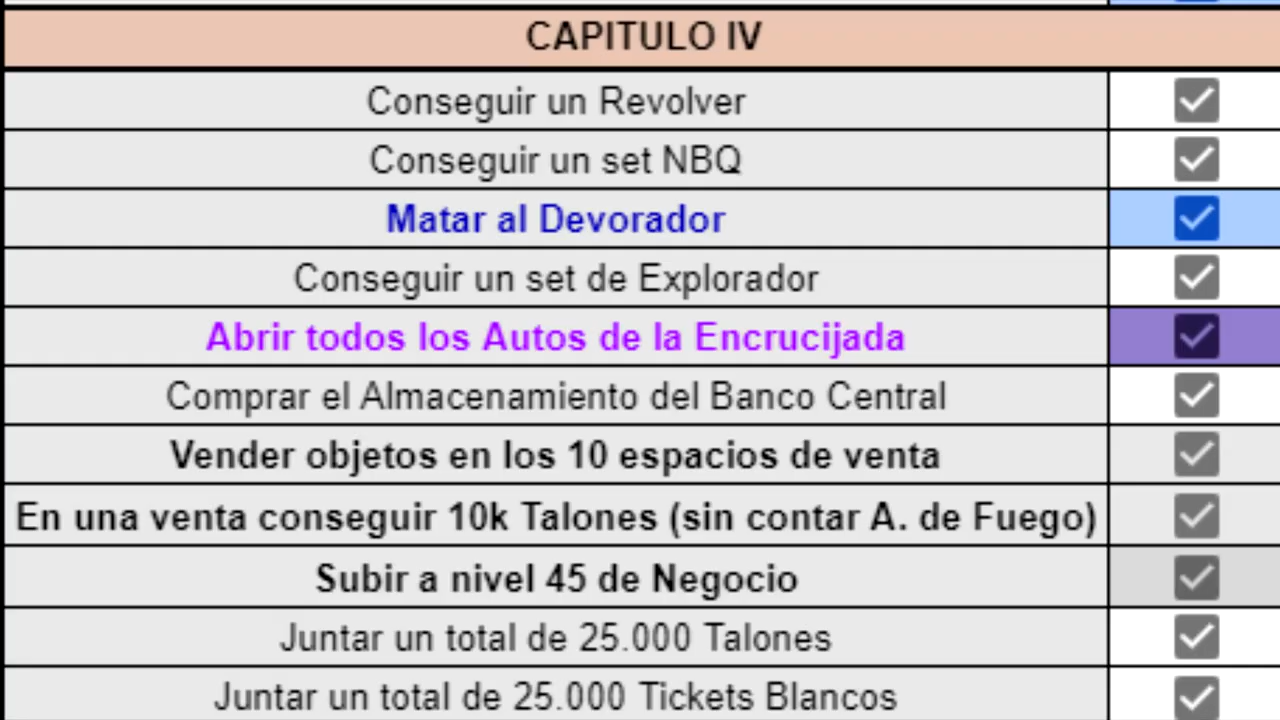 CAPITULO IV
Conseguir un Revolver
Conseguir un set NBQ
Matar al Devorador
Conseguir un set de Explorador
Abrir todos los Autos de la Encrucijada
Comprar el Almacenamiento del Banco Central
Vender objetos en los 10 espacios de venta
En una venta conseguir 10k Talones (sin contar A. de Fuego)
Subir a nivel 45 de Negocio
Juntar un total de 25.000 Talones
Juntar un total de 25.000 Tickets Blancos